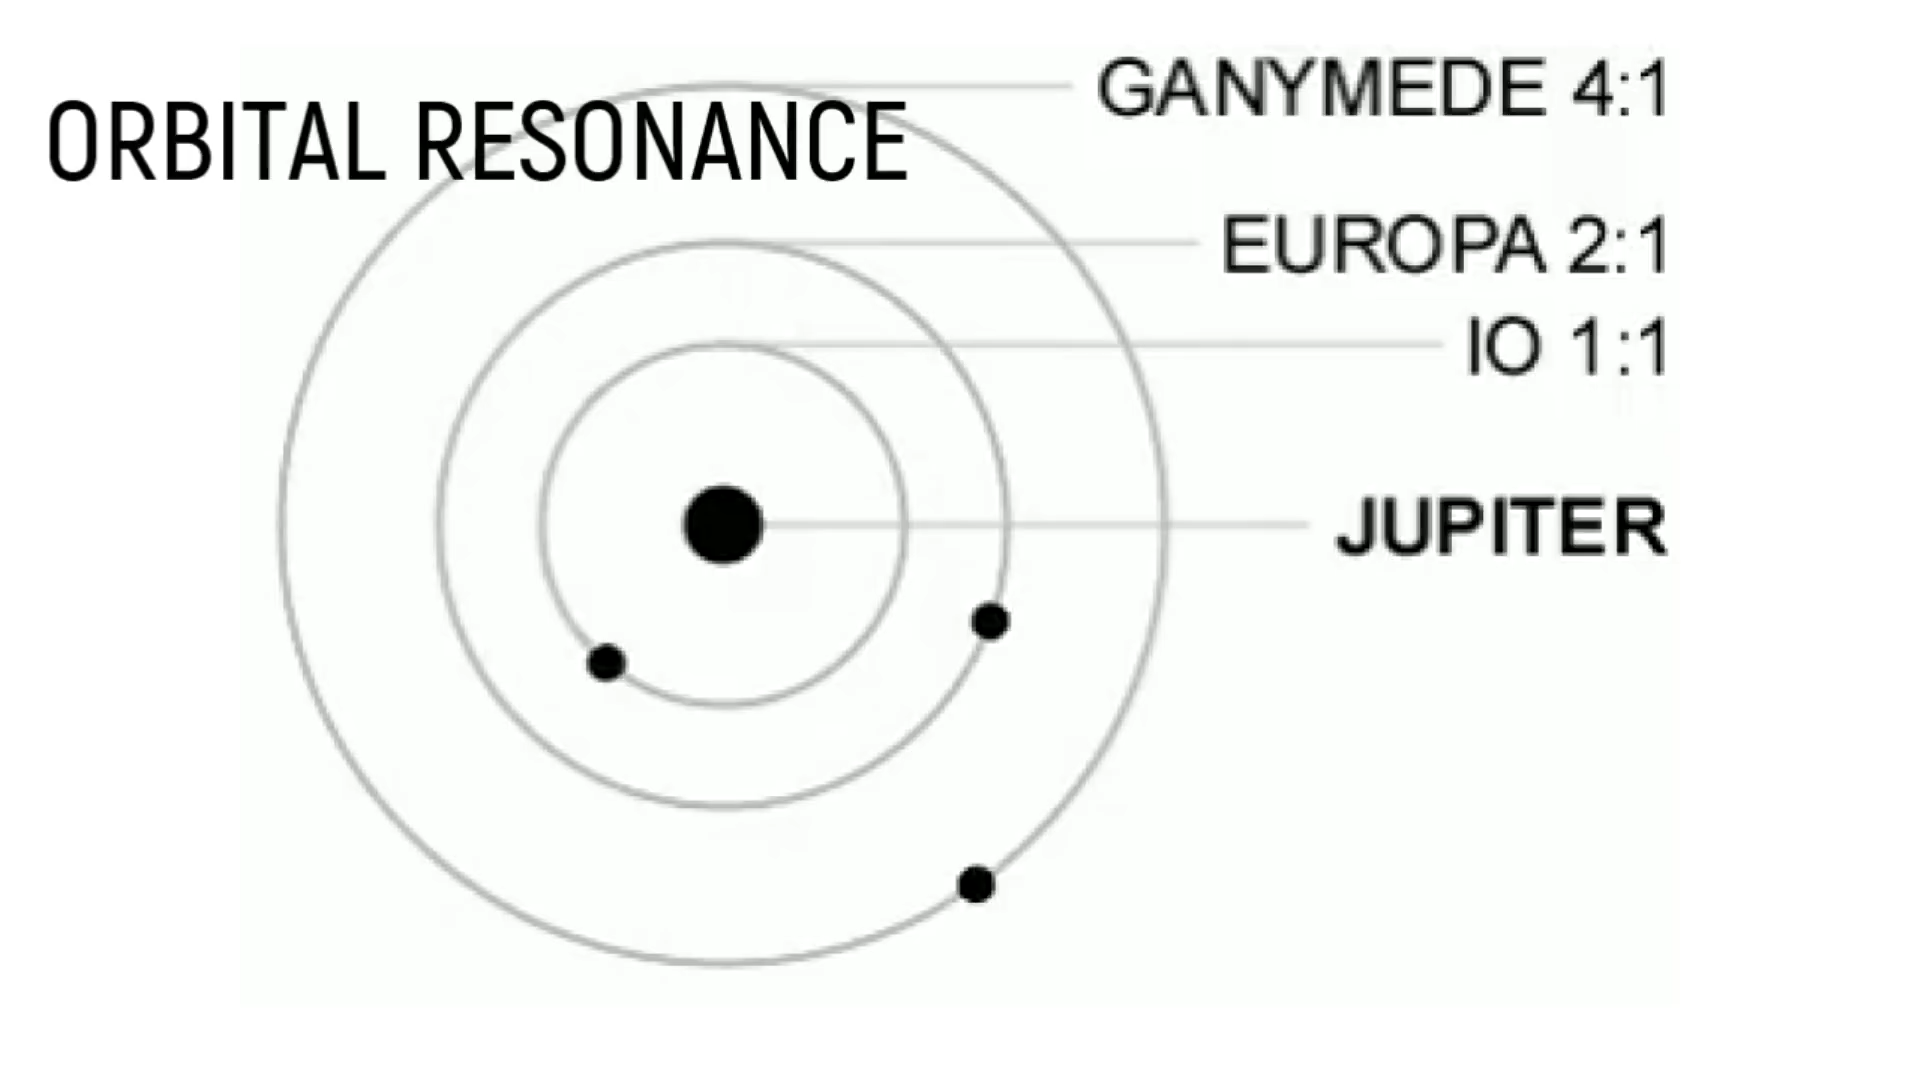 ORBITAL RESONANCE
GANYMEDE 4:1
EUROPA 2:1
IO 1:1
JUPITER